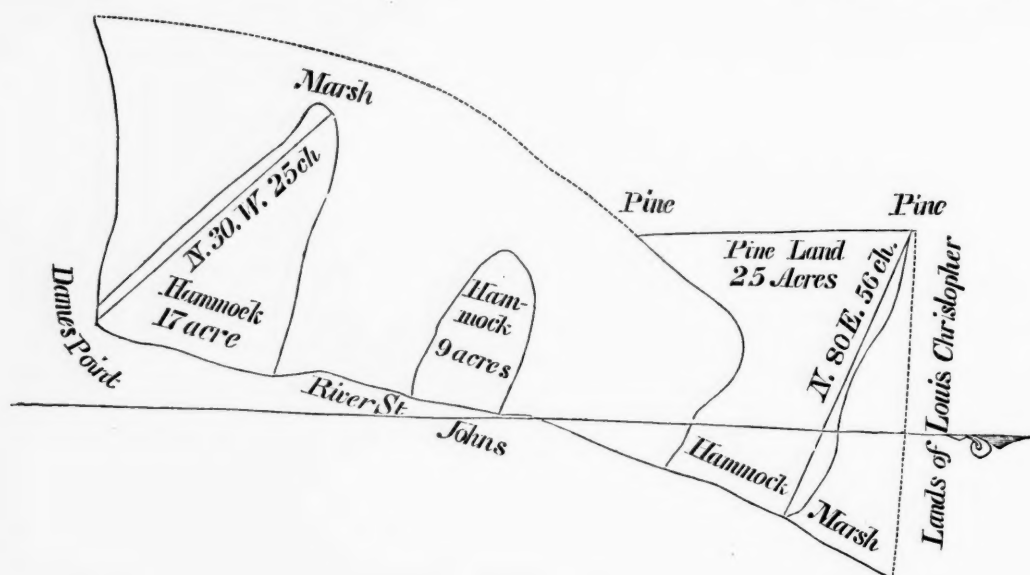 Marsh
N. 30. W. 25 ch
Hammock
17 acre
Dames Point
River St
Johns
Ham-
mock
9 acres
Pine
Pine
Pine Land
25 Acres
N. 80 E. 56 ch.
Lands of Louis Christopher
Hammock
Marsh